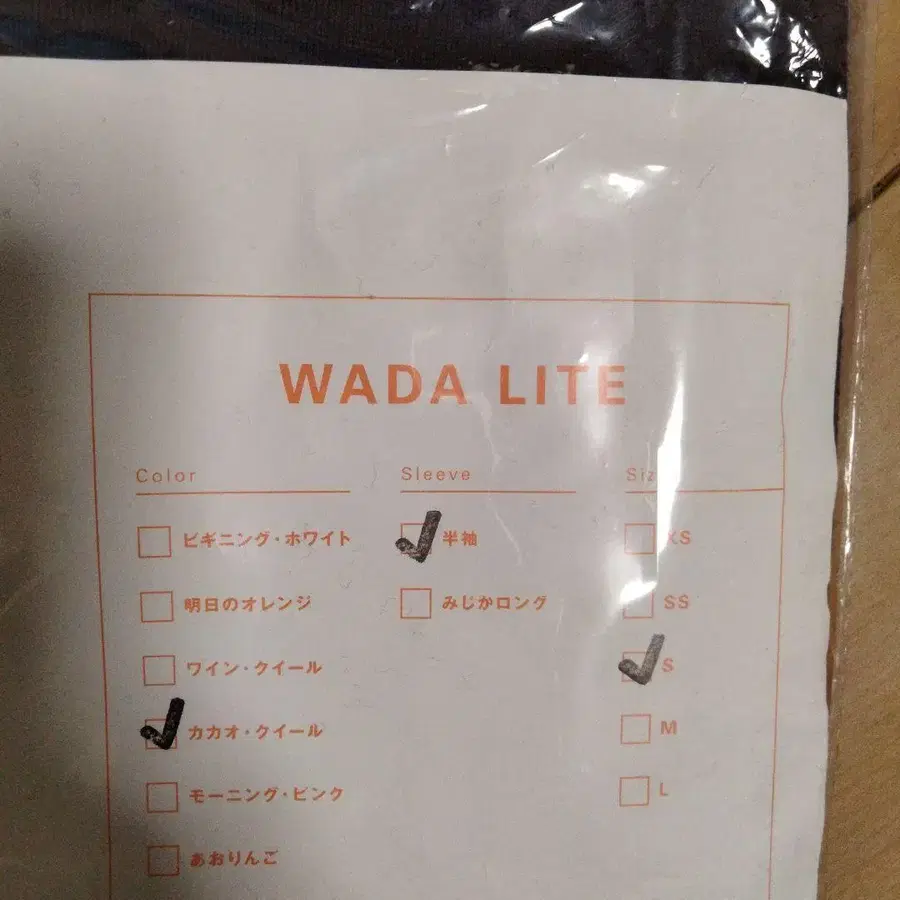 WADA LITE
Color
ビギニング・ホワイト
明日のオレンジ
ワイン・クイール
カカオ・クイール
モーニング・ピンク
あおりんご
Sleeve
半袖
みじかロング
Size
XS
SS
S
M
L